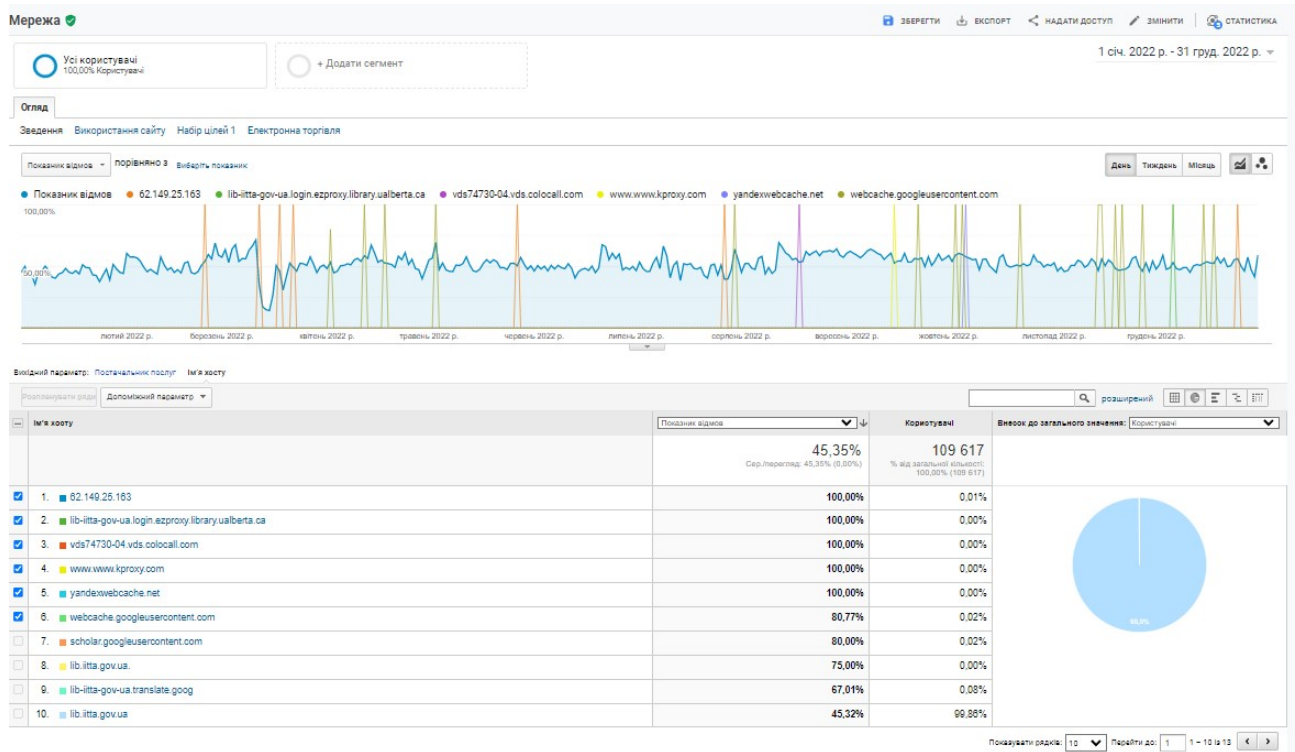 Мережа
ЗБЕРЕГТИ ЕКСПОРТ НАДАТИ ДОСТУП ЗМІНИТИ СТАТИСТИКА
Усі користувачі
100,00% Користувачі
+ Додати сегмент
1 січ. 2022 р. - 31 груд. 2022 р.
Огляд
Зведення Використання сайту Набір цілей 1 Електронна торгівля
Показник відмов порівняно з Виберіть показник
День Тиждень Місяць
Показник відмов 62.149.25.163 lib-iitta-gov-ua.login.ezproxy.library.ualberta.ca vds74730-04.vds.colocall.com www.www.kproxy.com yandexwebcache.net webcache.googleusercontent.com
100,00%
50,00%
лютий 2022 р. березень 2022 р. квітень 2022 р. травень 2022 р. червень 2022 р. липень 2022 р. серпень 2022 р. вересень 2022 р. жовтень 2022 р. листопад 2022 р. грудень 2022 р.
Вихідний параметр: Постачальник послуг Ім'я хосту
Розпланувати ряди Допоміжний параметр
розширений
Ім'я хосту Показник відмов Користувачі Внесок до загального значення: Користувачі
45,35% 109 617
Сер./перегляд: 45,35% (0,00%) % від загальної кількості: 100,00% (109 617)
1. 62.149.25.163 100,00% 0,01%
2. lib-iitta-gov-ua.login.ezproxy.library.ualberta.ca 100,00% 0,00%
3. vds74730-04.vds.colocall.com 100,00% 0,00%
4. www.www.kproxy.com 100,00% 0,00%
5. yandexwebcache.net 100,00% 0,00%
6. webcache.googleusercontent.com 80,77% 0,02%
7. scholar.googleusercontent.com 80,00% 0,02%
8. lib.iitta.gov.ua. 75,00% 0,00%
9. lib-iitta-gov-ua.translate.goog 67,01% 0,08%
10. lib.iitta.gov.ua 45,32% 99,86%
99,9%
Показувати рядків: 10 Перейти до: 1 1 – 10 із 13